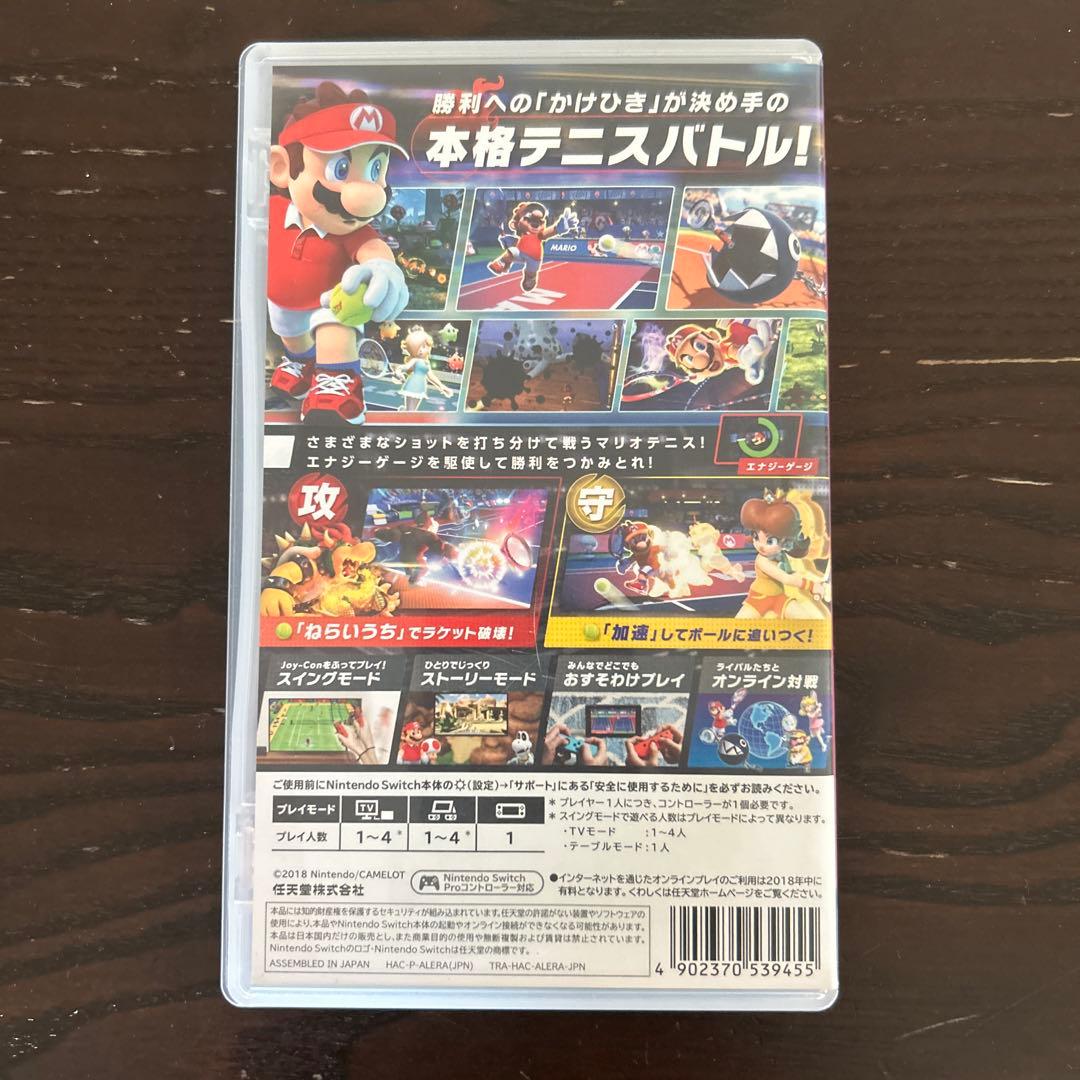 勝利への「かけひき」が決め手の
本格テニスバトル!
M
MARIO
さまざまなショットを打ち分けて戦うマリオテニス!
エナジーゲージを駆使して勝利をつかみとれ!
エナジーゲージ
攻
守
「ねらいうち」でラケット破壊!
「加速」してボールに追いつく!
Joy-Conをふってプレイ!
スイングモード
ひとりでじっくり
ストーリーモード
みんなでどこでも
おすそわけプレイ
ライバルたちと
オンライン対戦
ご使用前にNintendo Switch本体の(設定)→「サポート」にある「安全に使用するために」を必ずお読みください。
プレイモード TV
プレイ人数 1~4* 1~4* 1
*プレイヤー1人につき、コントローラーが1個必要です。
*スイングモードで遊べる人数はプレイモードによって異なります。
・TVモード :1~4人
・テーブルモード:1人
©2018 Nintendo/CAMELOT
任天堂株式会社
Nintendo Switch
Proコントローラー対応
●インターネットを通じたオンラインプレイのご利用は2018年中に
有料となります。くわしくは任天堂ホームページをご覧ください。
本品には知的財産権を保護するセキュリティが組み込まれています。任天堂の許諾がない装置やソフトウェアの
使用により、本品やNintendo Switch本体の起動やオンライン接続ができなくなる可能性があります。
本品は日本国内だけの販売とし、また商業目的の使用や無断複製および賃貸は禁止されています。
Nintendo Switchのロゴ・Nintendo Switchは任天堂の商標です。
ASSEMBLED IN JAPAN HAC-P-ALERA(JPN) TRA-HAC-ALERA-JPN
4 902370 539455